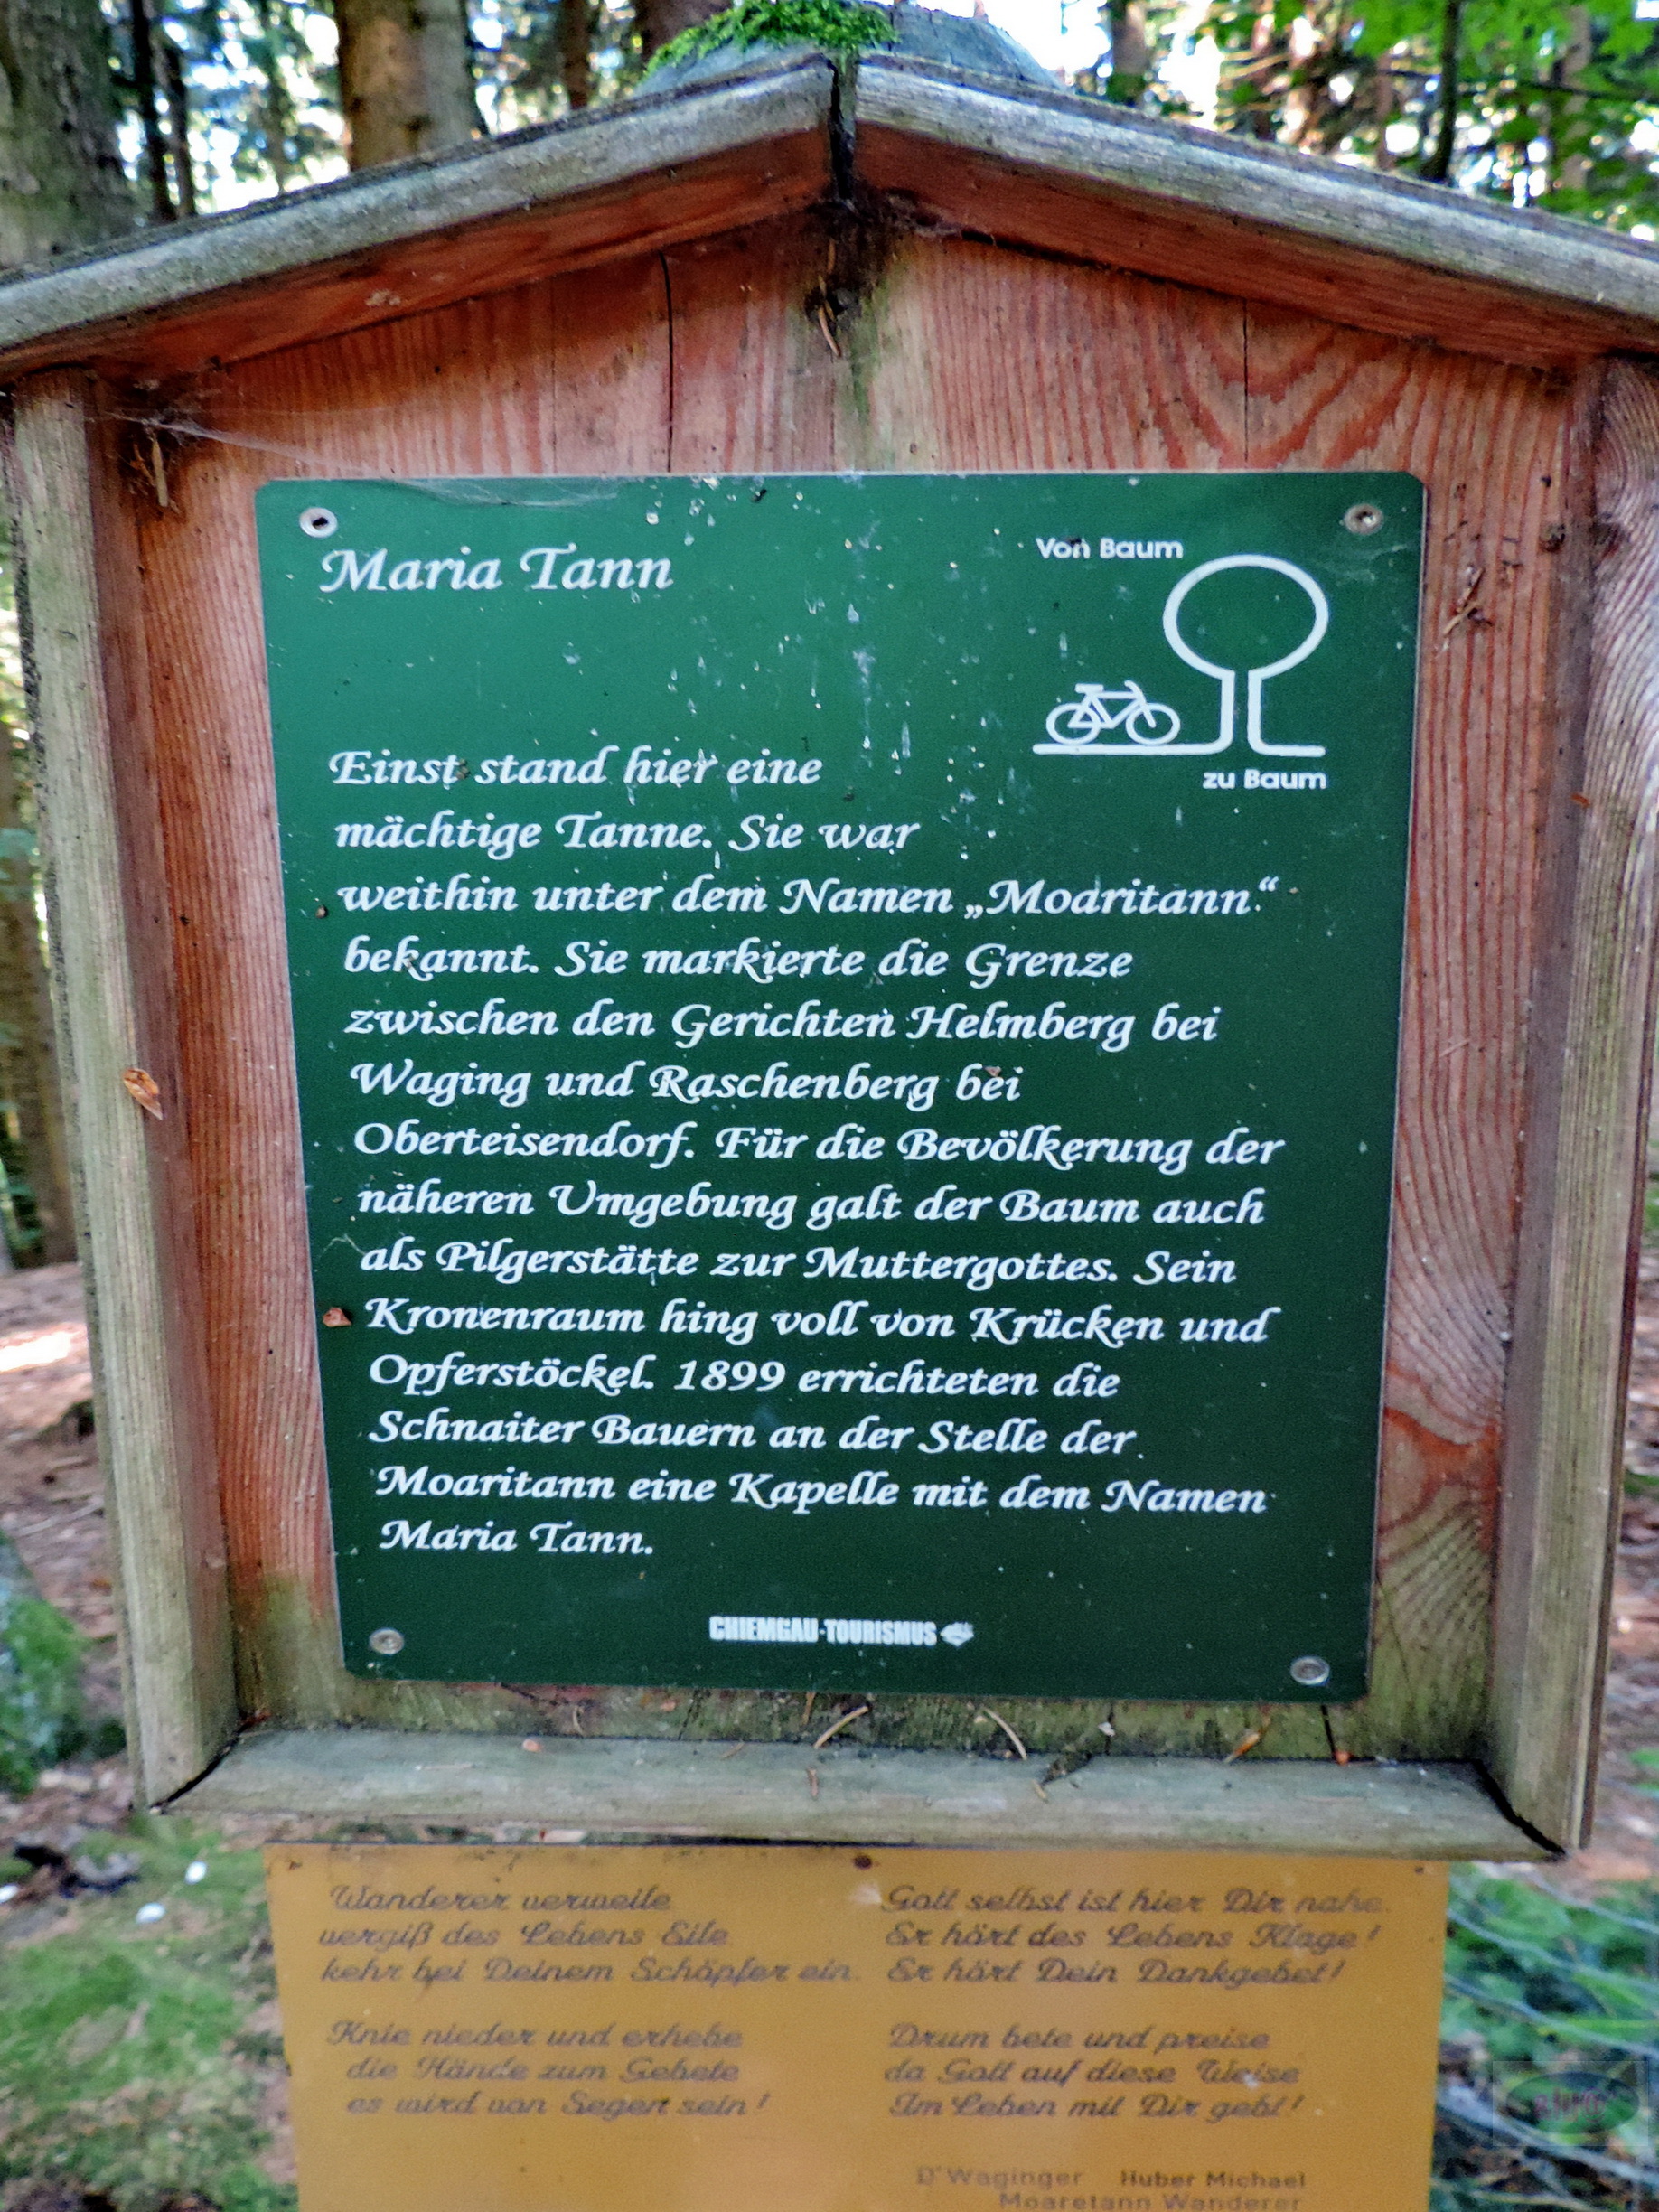 Maria Tann
Von Baum
zu Baum
Einst stand hier eine
mächtige Tanne. Sie war
weithin unter dem Namen „Moaritann“
bekannt. Sie markierte die Grenze
zwischen den Gerichten Helmberg bei
Waging und Raschenberg bei
Oberteisendorf. Für die Bevölkerung der
näheren Umgebung galt der Baum auch
als Pilgerstätte zur Muttergottes. Sein
Kronenraum hing voll von Krücken und
Opferstöckel. 1899 errichteten die
Schnaiter Bauern an der Stelle der
Moaritann eine Kapelle mit dem Namen
Maria Tann.
CHIEMGAU-TOURISMUS
Wanderer verweile
vergiß des Lebens Eile
kehr bei Deinem Schöpfer ein.
Knie nieder und erhebe
die Hände zum Gebete
es wird von Segen sein!
Gott selbst ist hier Dir nahe.
Er hört des Lebens Klage!
Er hört Dein Dankgebet!
Drum bete und preise
da Gott auf diese Weise
Im Leben mit Dir geht!
D'Waginger Huber Michael
Moaretann Wanderer